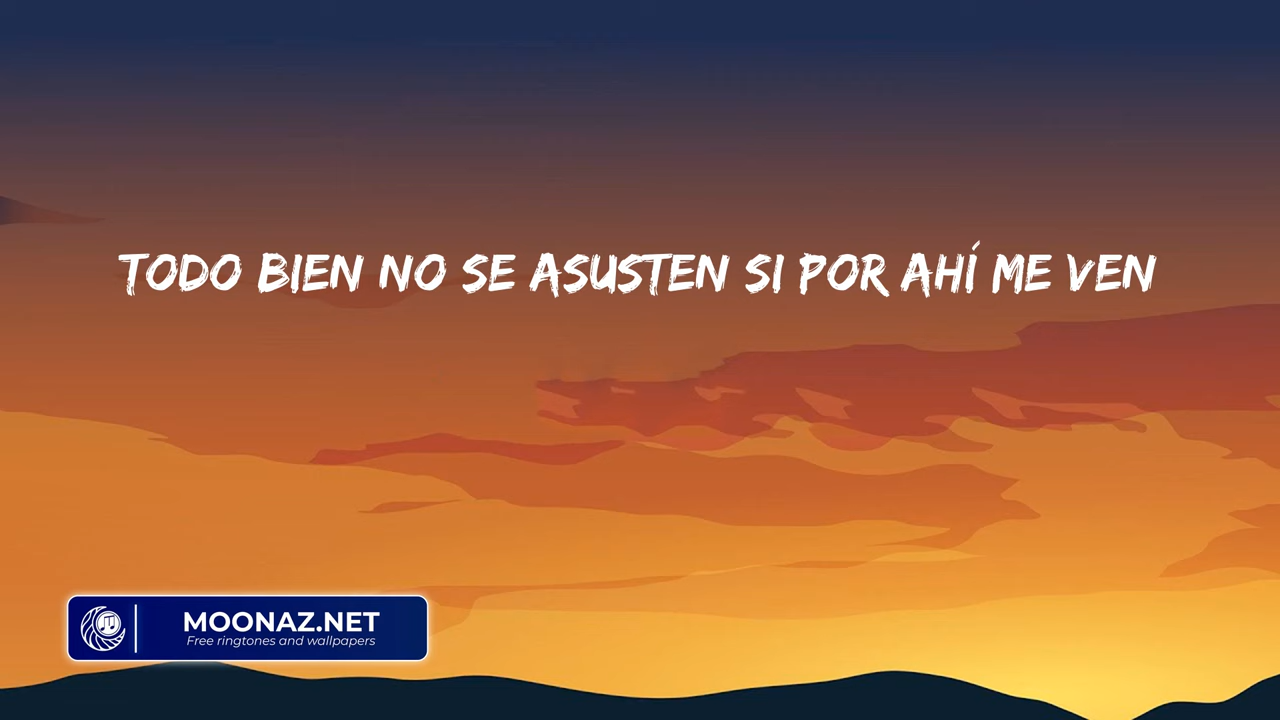 TODO BIEN NO SE ASUSTEN SI POR AHÍ ME VEN
MOONAZ.NET
Free ringtones and wallpapers